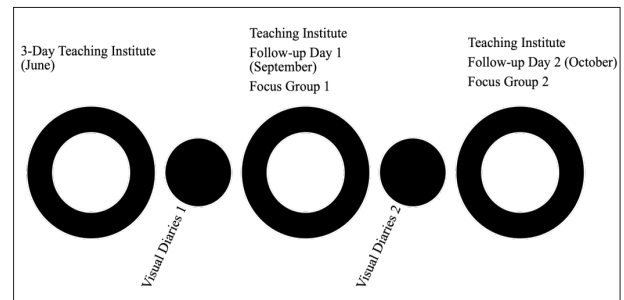 3-Day Teaching Institute
(June)
Teaching Institute
Follow-up Day 1
(September)
Focus Group 1
Teaching Institute
Follow-up Day 2 (October)
Focus Group 2
Visual Diaries 1
Visual Diaries 2